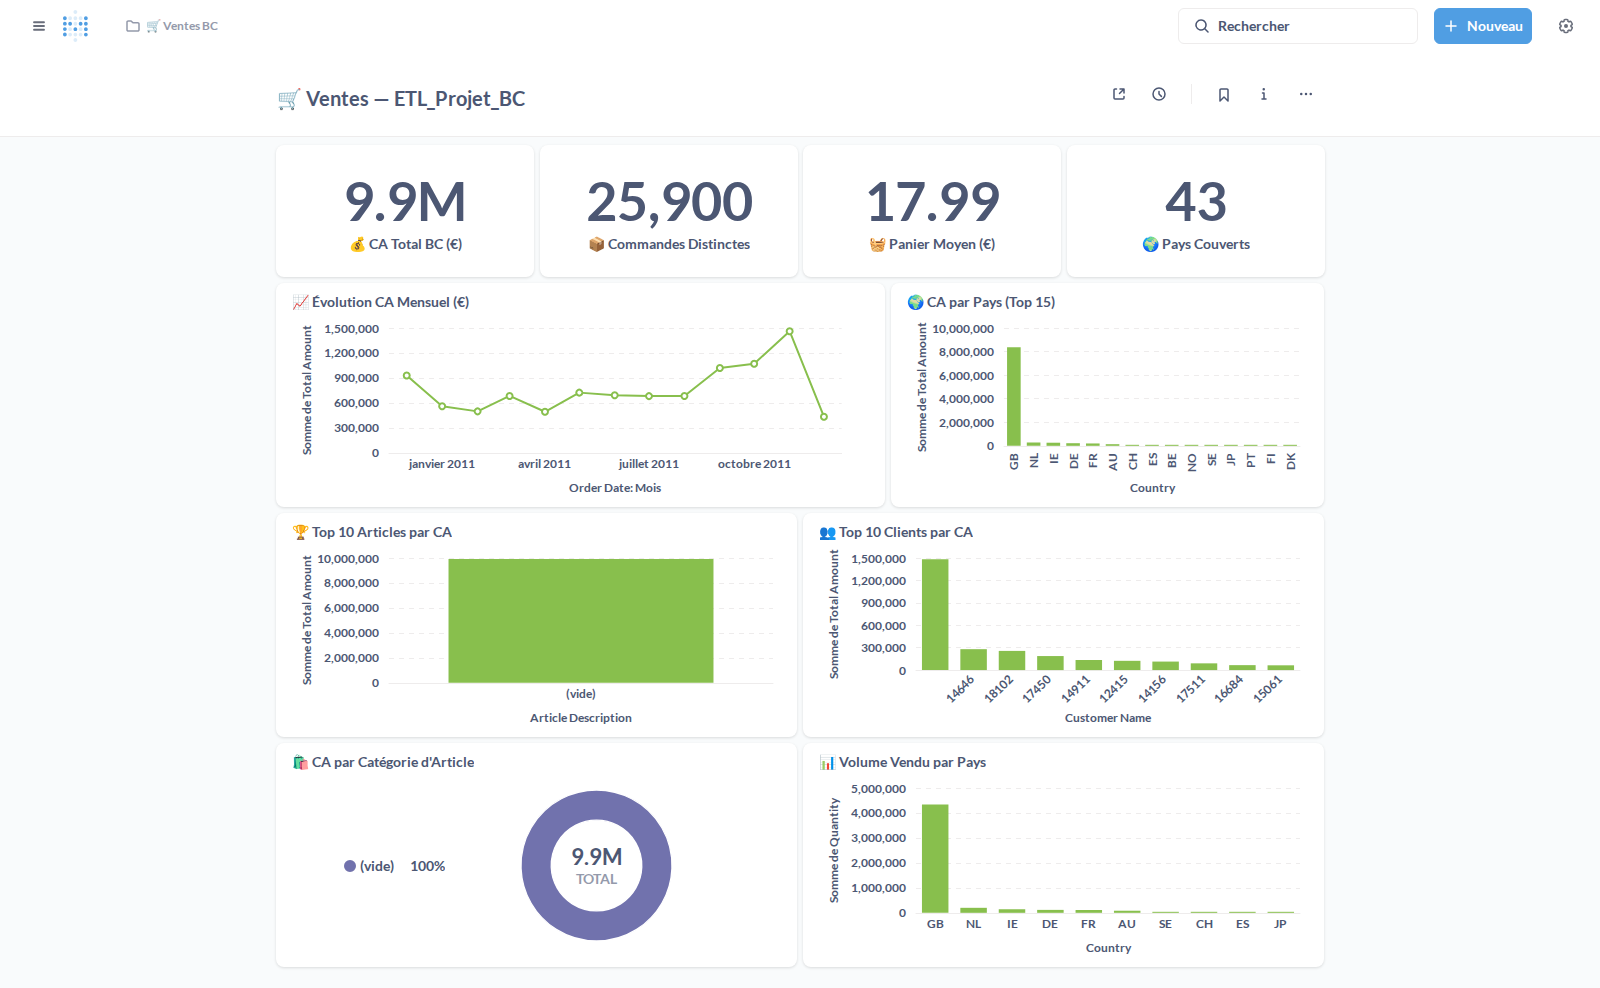 🛒 Ventes BC
Rechercher
Nouveau
🛒 Ventes — ETL_Projet_BC
9.9M
💰 CA Total BC (€)
25,900
📦 Commandes Distinctes
17.99
🧺 Panier Moyen (€)
43
🌍 Pays Couverts
📈 Évolution CA Mensuel (€)
Somme de Total Amount
1,500,000
1,200,000
900,000
600,000
300,000
0
janvier 2011 avril 2011 juillet 2011 octobre 2011
Order Date: Mois
🌍 CA par Pays (Top 15)
Somme de Total Amount
10,000,000
8,000,000
6,000,000
4,000,000
2,000,000
0
GB NL IE DE FR AU CH ES BE NO SE JP PT FI DK
Country
🏆 Top 10 Articles par CA
Somme de Total Amount
10,000,000
8,000,000
6,000,000
4,000,000
2,000,000
0
(vide)
Article Description
👥 Top 10 Clients par CA
Somme de Total Amount
1,500,000
1,200,000
900,000
600,000
300,000
0
14646 18102 17450 14911 12415 14156 17511 16684 15061
Customer Name
🛍️ CA par Catégorie d'Article
(vide) 100%
9.9M
TOTAL
📊 Volume Vendu par Pays
Somme de Quantity
5,000,000
4,000,000
3,000,000
2,000,000
1,000,000
0
GB NL IE DE FR AU SE CH ES JP
Country